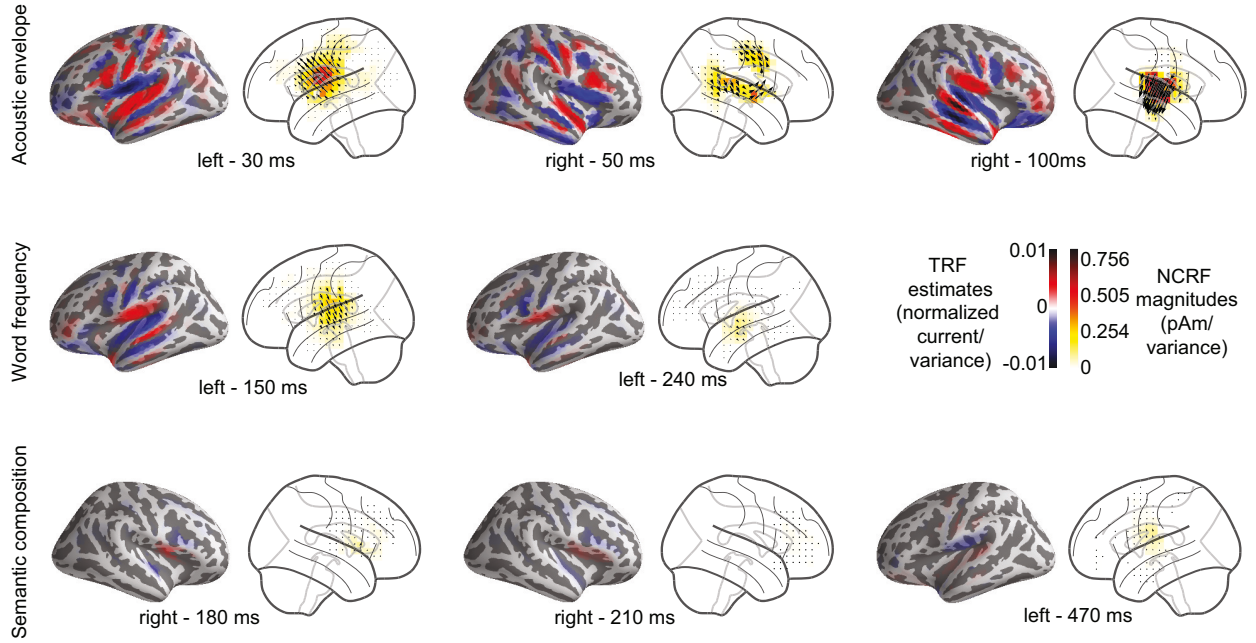 Acoustic envelope
left - 30 ms
right - 50 ms
right - 100ms
Word frequency
left - 150 ms
left - 240 ms
TRF
estimates
(normalized
current/
variance)
0.01
0
-0.01
0.756
0.505
0.254
0
NCRF
magnitudes
(pAm/
variance)
Semantic composition
right - 180 ms
right - 210 ms
left - 470 ms